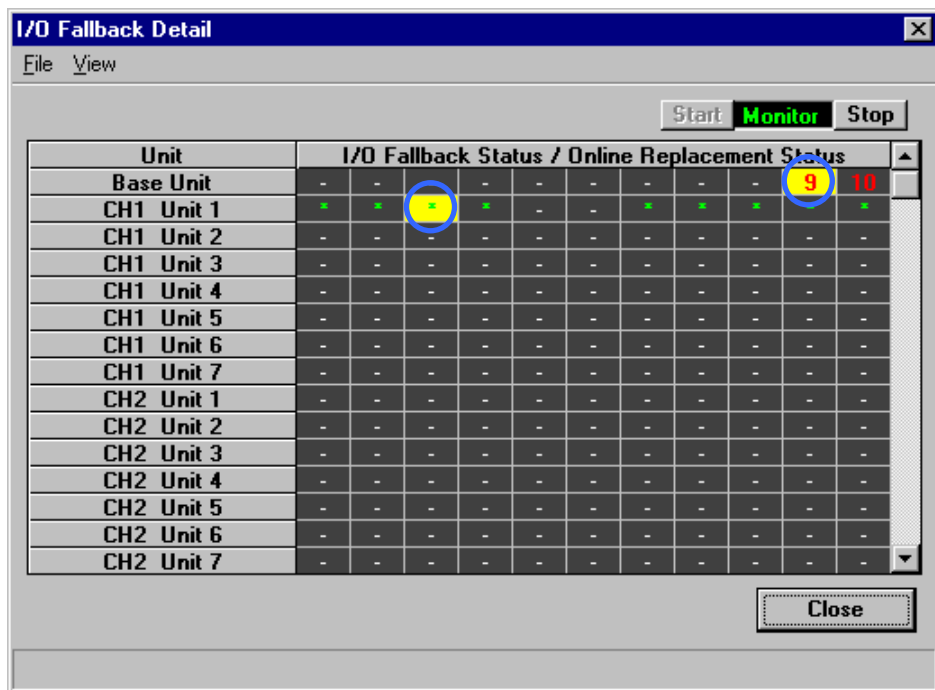 I/O Fallback Detail
File View
Start Monitor Stop
Unit I/O Fallback Status / Online Replacement Status
Base Unit - - - - - - - - 9 10
CH1 Unit 1 * * * * - - * * * *
CH1 Unit 2 - - - - - - - - - - -
CH1 Unit 3 - - - - - - - - - - -
CH1 Unit 4 - - - - - - - - - - -
CH1 Unit 5 - - - - - - - - - - -
CH1 Unit 6 - - - - - - - - - - -
CH1 Unit 7 - - - - - - - - - - -
CH2 Unit 1 - - - - - - - - - - -
CH2 Unit 2 - - - - - - - - - - -
CH2 Unit 3 - - - - - - - - - - -
CH2 Unit 4 - - - - - - - - - - -
CH2 Unit 5 - - - - - - - - - - -
CH2 Unit 6 - - - - - - - - - - -
CH2 Unit 7 - - - - - - - - - - -
Close